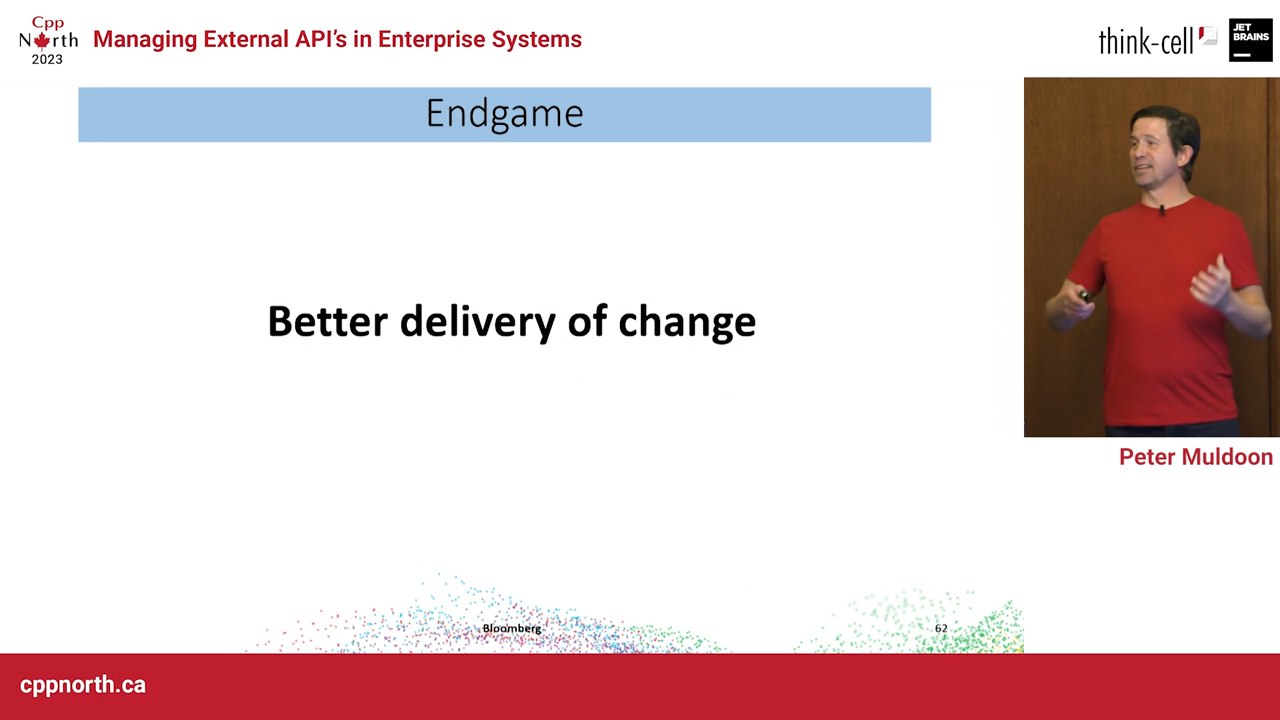 Cpp
North
2023
Managing External API's in Enterprise Systems
think-cell
JET
BRAINS
Endgame
Better delivery of change
Peter Muldoon
Bloomberg
62
cppnorth.ca